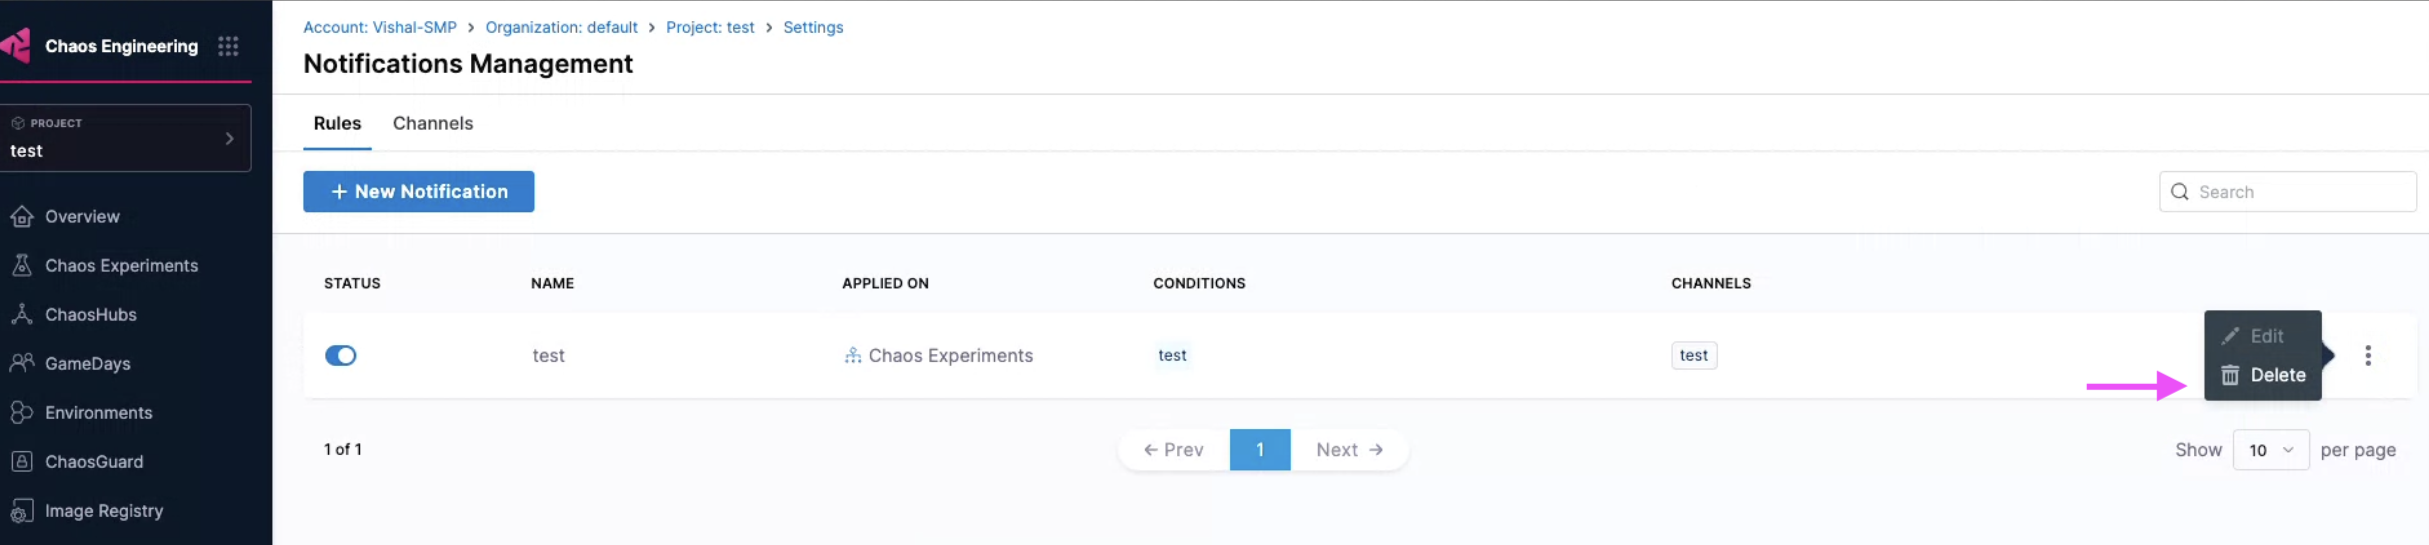 Chaos Engineering
PROJECT
test
Overview
Chaos Experiments
ChaosHubs
GameDays
Environments
ChaosGuard
Image Registry
Account: Vishal-SMP > Organization: default > Project: test > Settings
Notifications Management
Rules Channels
+ New Notification
Search
STATUS NAME APPLIED ON CONDITIONS CHANNELS
test Chaos Experiments test test
Edit
Delete
1 of 1
← Prev 1 Next →
Show 10 per page